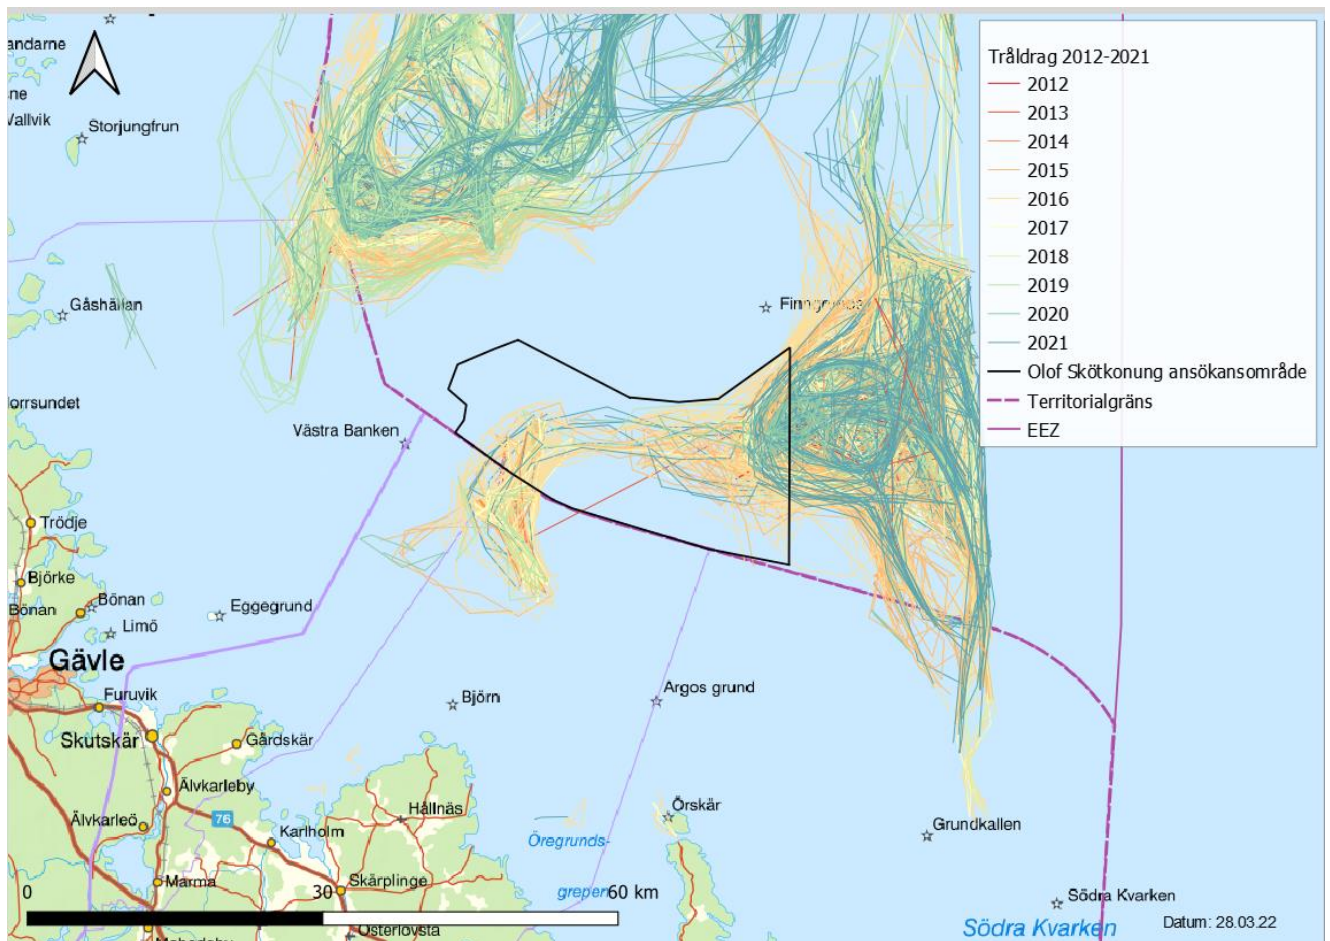 andarne
ne
Vallvik
Storjungfrun
Gåshällan
Norrsundet
Västra Banken
Finngrunden
Trödje
Björke
Bönan
Bönan
Limö
Eggegrund
Gävle
Furuvik
Skutskär
Gårdskär
Björn
Argos grund
Älvkarleby
Älvkarleö
76
Karlholm
Hållnäs
Örskär
Öregrunds-
grepen
Grundkallen
Marma
Skärplinge
Österlövsta
Södra Kvarken
Södra Kvarken
0
30
60 km
Datum: 28.03.22
Tråldrag 2012-2021
2012
2013
2014
2015
2016
2017
2018
2019
2020
2021
Olof Skötkonung ansökansområde
Territorialgräns
EEZ